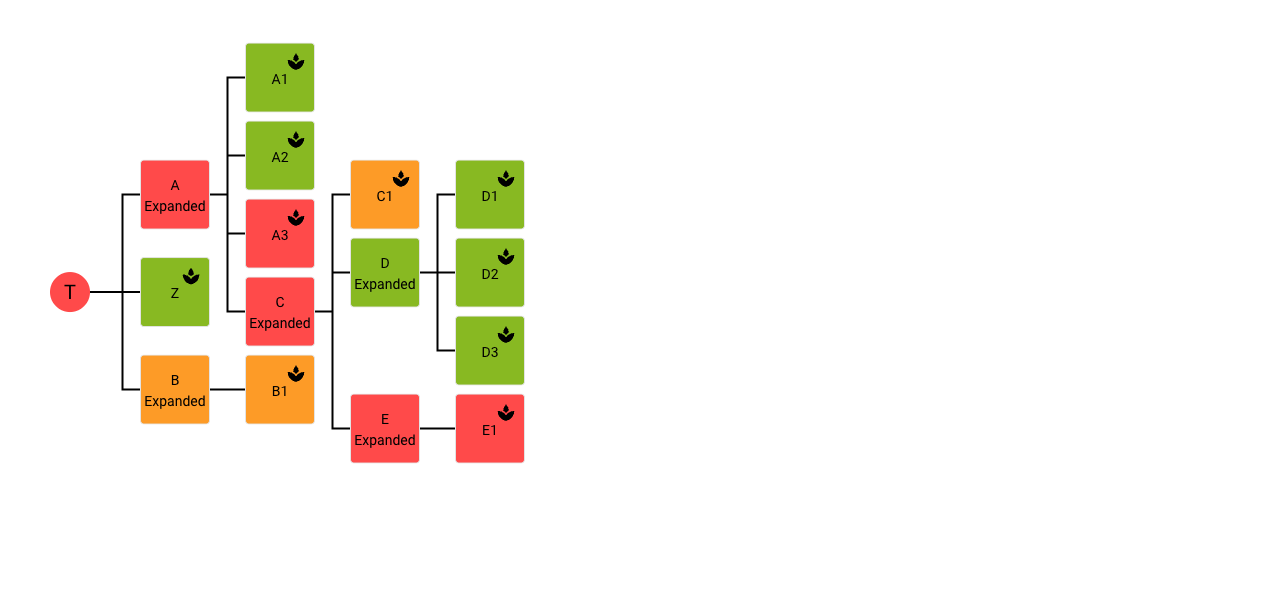 T
A
Expanded
Z
B
Expanded
A1
A2
A3
C
Expanded
B1
C1
D
Expanded
E
Expanded
D1
D2
D3
E1